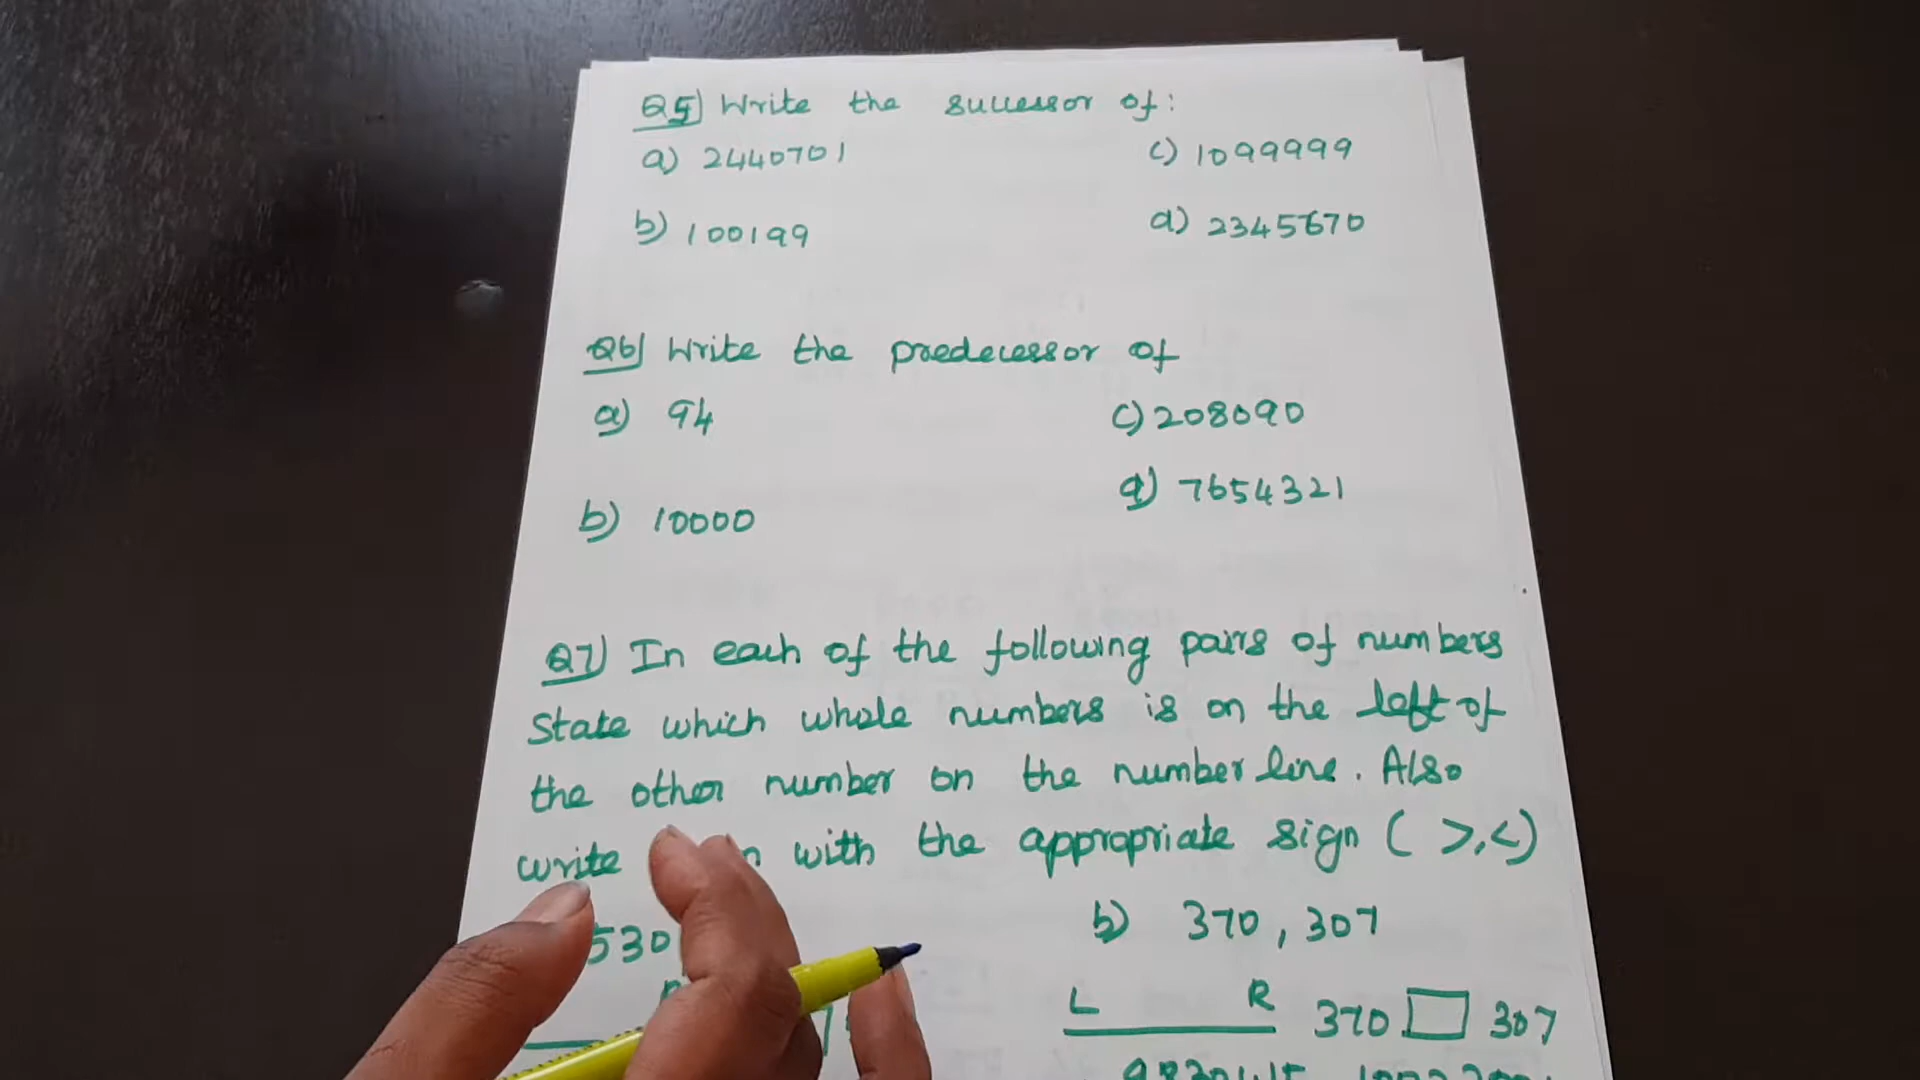 Q5) Write the successor of:
a) 2440701 c) 1099999
b) 100199 d) 2345670
Q6) Write the predecessor of
a) 94 c) 208090
b) 10000 d) 7654321
Q7) In each of the following pairs of numbers
State which whole numbers is on the left of
the other number on the number line. Also
write with the appropriate sign ( >,<)
530 b) 370, 307
L R 370 307